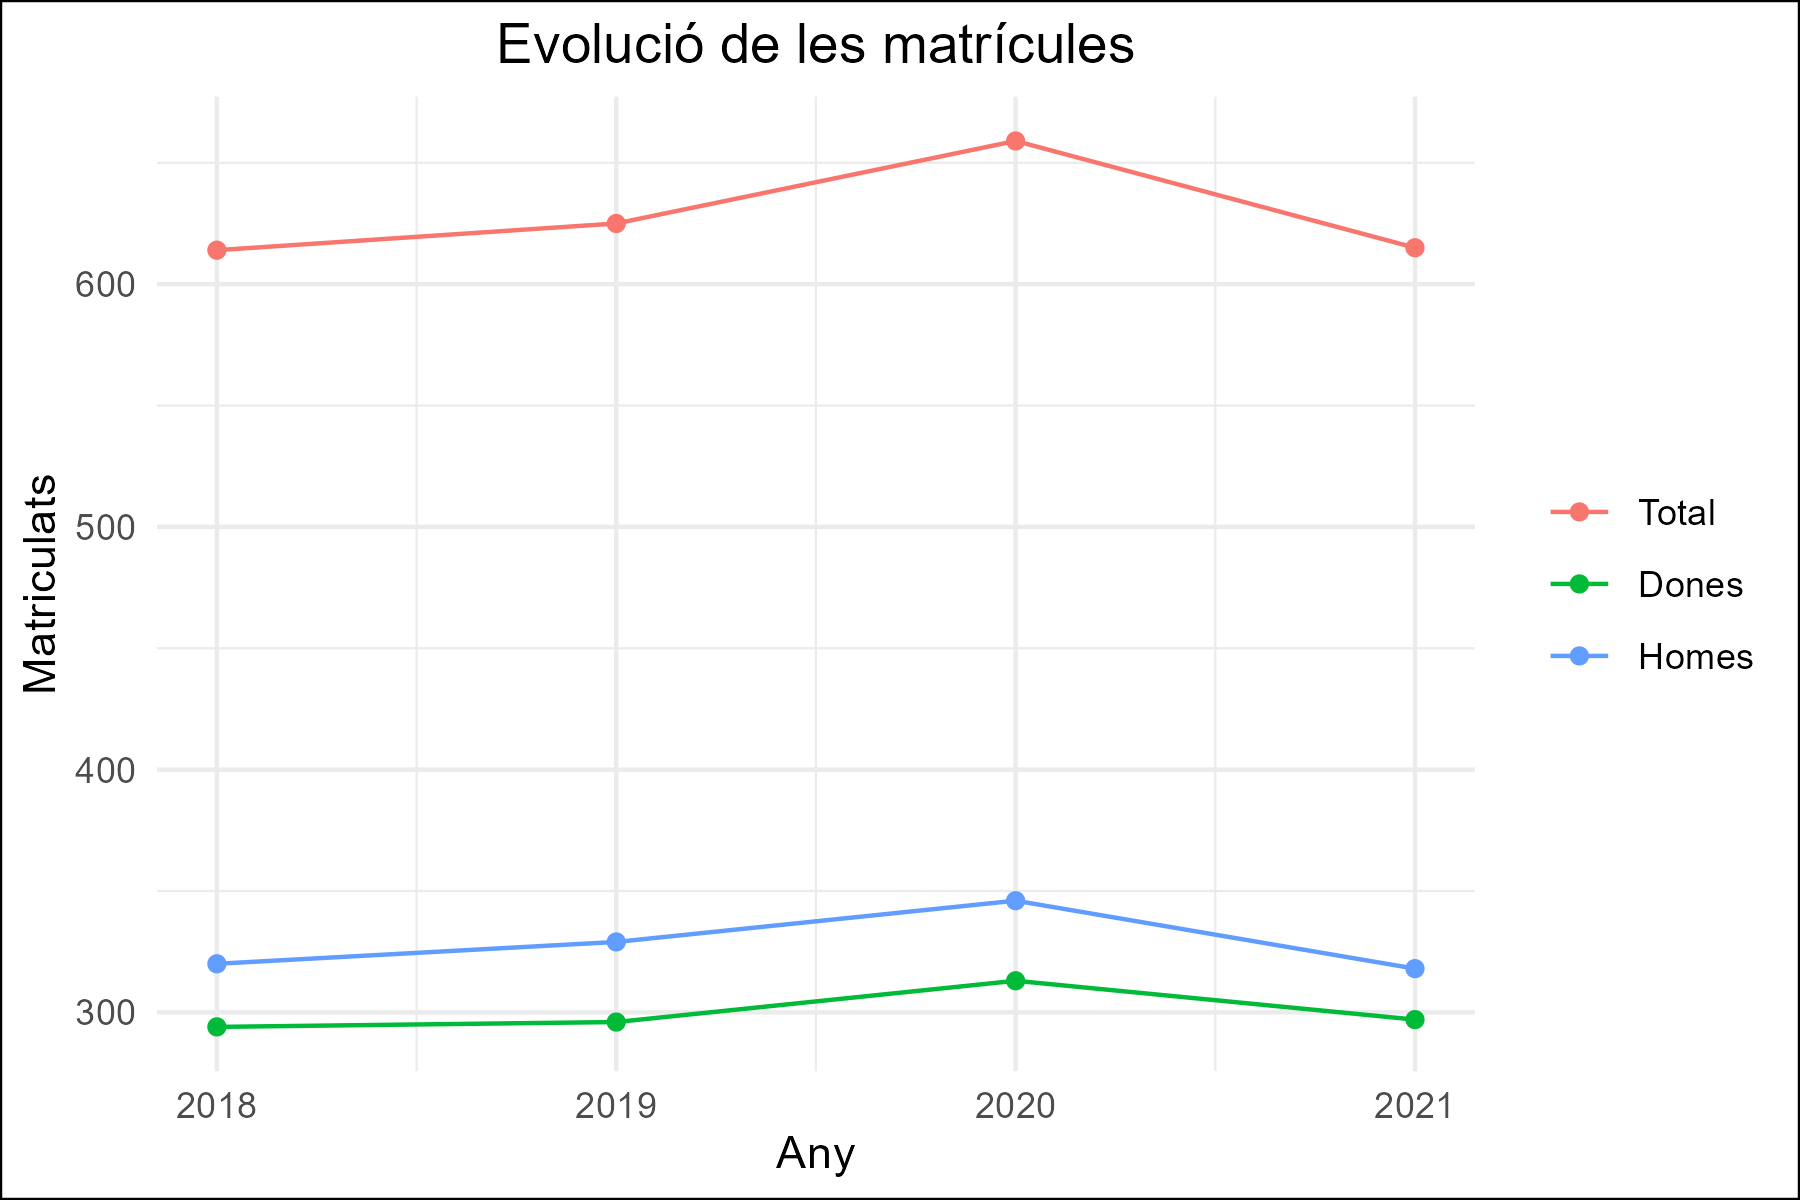 Evolució de les matrícules
Matriculats
600
500
400
300
2018 2019 2020 2021
Any
Total
Dones
Homes